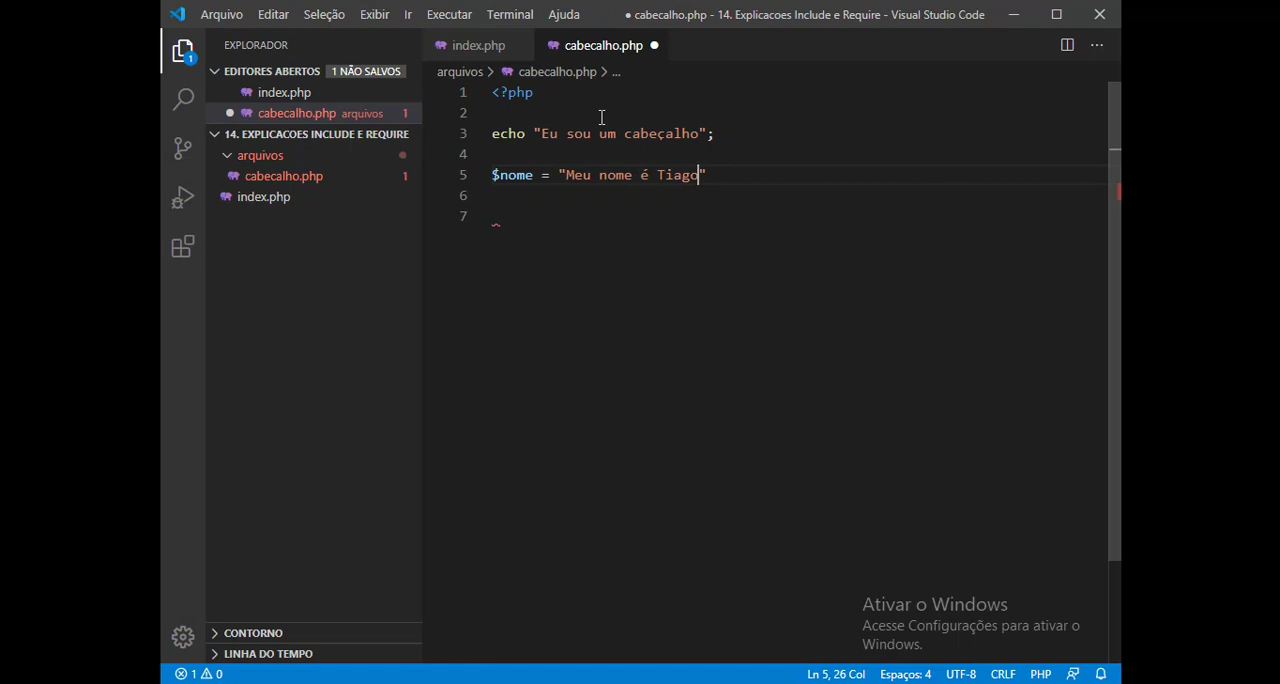 Arquivo Editar Seleção Exibir Ir Executar Terminal Ajuda ● cabecalho.php - 14. Explicacoes Include e Require - Visual Studio Code
EXPLORADOR
index.php cabecalho.php
EDITORES ABERTOS 1 NÃO SALVOS
arquivos > cabecalho.php > ...
index.php
cabecalho.php arquivos 1
14. EXPLICACOES INCLUDE E REQUIRE
arquivos
cabecalho.php 1
index.php
1 <?php
2
3 echo "Eu sou um cabeçalho";
4
5 $nome = "Meu nome é Tiago"
6
7
Ativar o Windows
Acesse Configurações para ativar o
Windows.
CONTORNO
LINHA DO TEMPO
1 0 Ln 5, 26 Col Espaços: 4 UTF-8 CRLF PHP
1